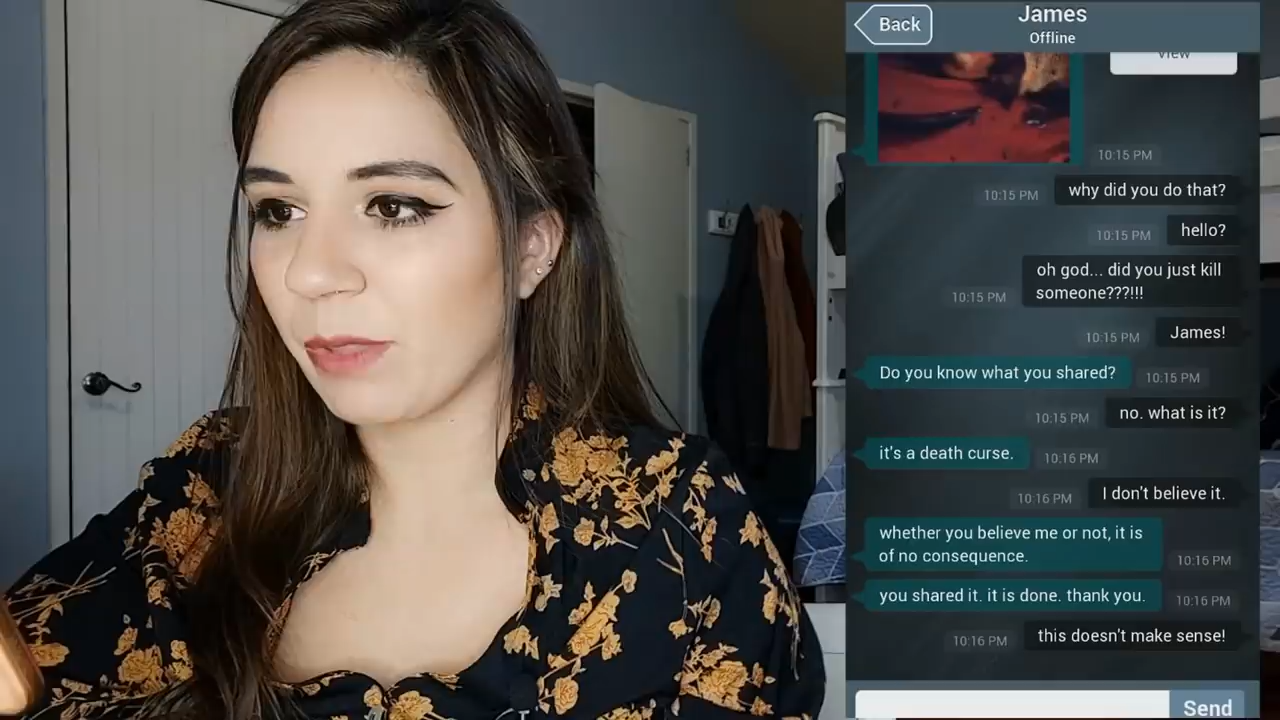 James
Back
Offline
View
10:15 PM
why did you do that?
10:15 PM
hello?
10:15 PM
oh god... did you just kill
someone???!!!
10:15 PM
James!
10:15 PM
Do you know what you shared?
10:15 PM
no. what is it?
10:15 PM
it's a death curse.
10:16 PM
I don't believe it.
10:16 PM
whether you believe me or not, it is
of no consequence.
10:16 PM
you shared it. it is done. thank you.
10:16 PM
this doesn't make sense!
10:16 PM
Send